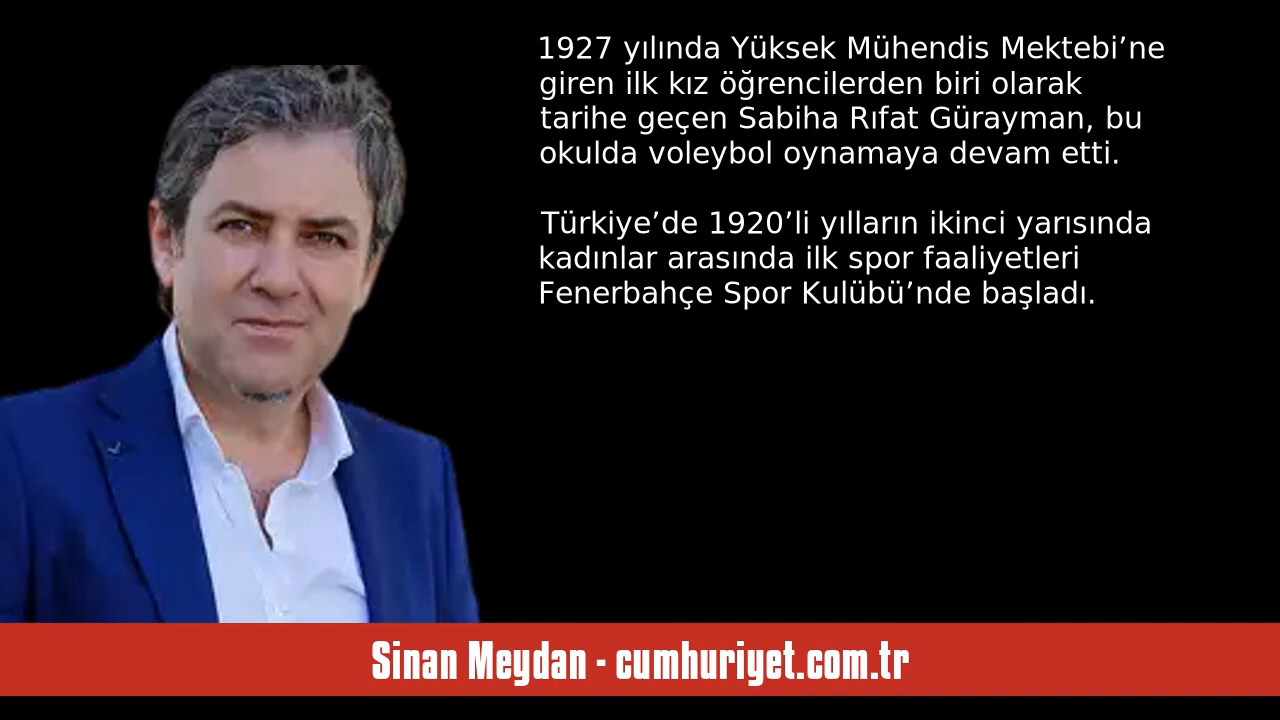 1927 yılında Yüksek Mühendis Mektebi’ne
giren ilk kız öğrencilerden biri olarak
tarihe geçen Sabiha Rıfat Gürayman, bu
okulda voleybol oynamaya devam etti.
Türkiye’de 1920’li yılların ikinci yarısında
kadınlar arasında ilk spor faaliyetleri
Fenerbahçe Spor Kulübü’nde başladı.
Sinan Meydan - cumhuriyet.com.tr